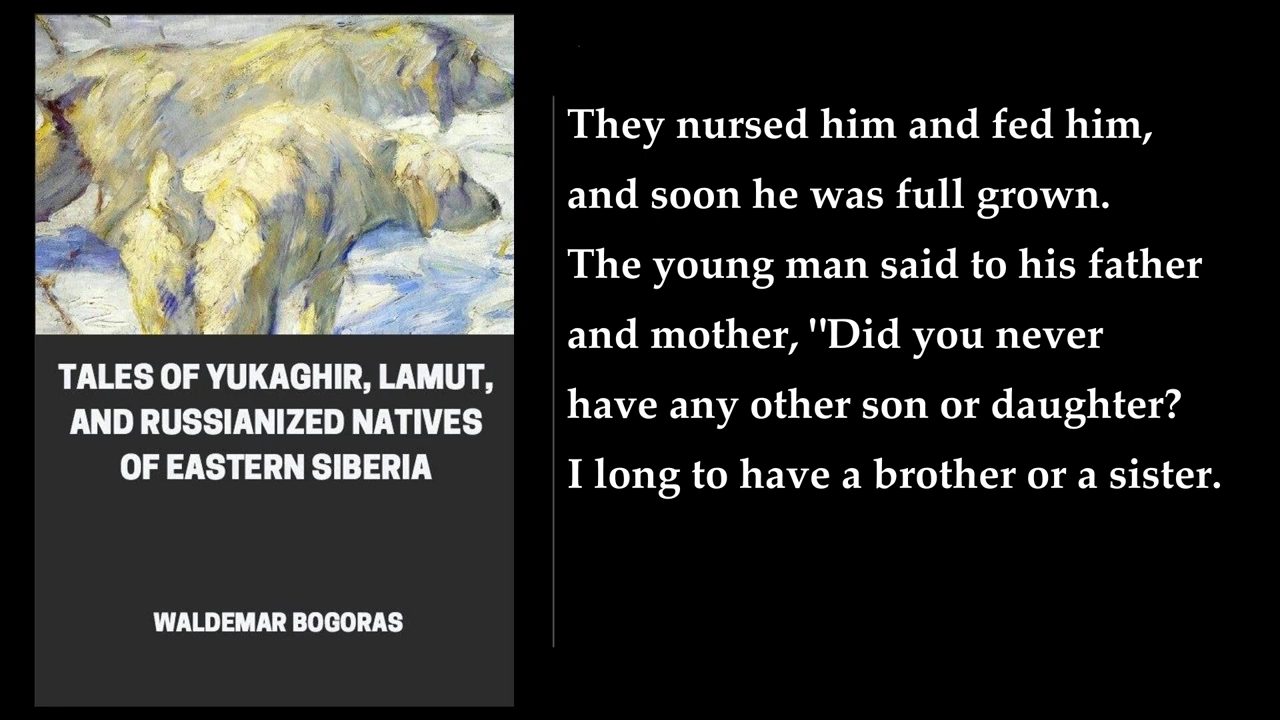 TALES OF YUKAGHIR, LAMUT,
AND RUSSIANIZED NATIVES
OF EASTERN SIBERIA
WALDEMAR BOGORAS
They nursed him and fed him,
and soon he was full grown.
The young man said to his father
and mother, "Did you never
have any other son or daughter?
I long to have a brother or a sister.